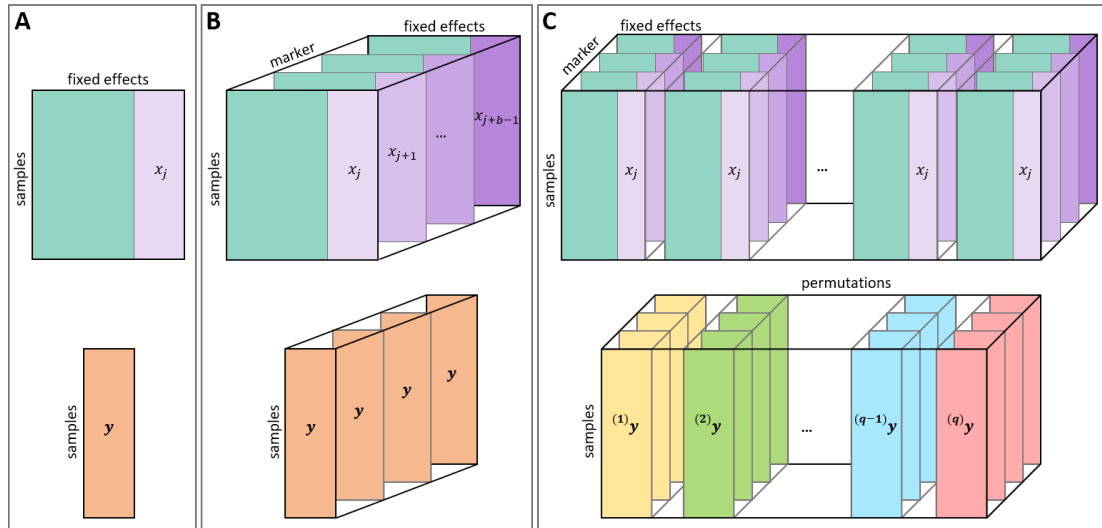 A
fixed effects
samples
x_j
samples
y
B
fixed effects
marker
samples
x_j
x_{j+1}
...
x_{j+b−1}
samples
y
y
y
y
C
fixed effects
marker
samples
x_j
x_j
...
x_j
x_j
permutations
samples
(1)y
(2)y
...
(q−1)y
(q)y